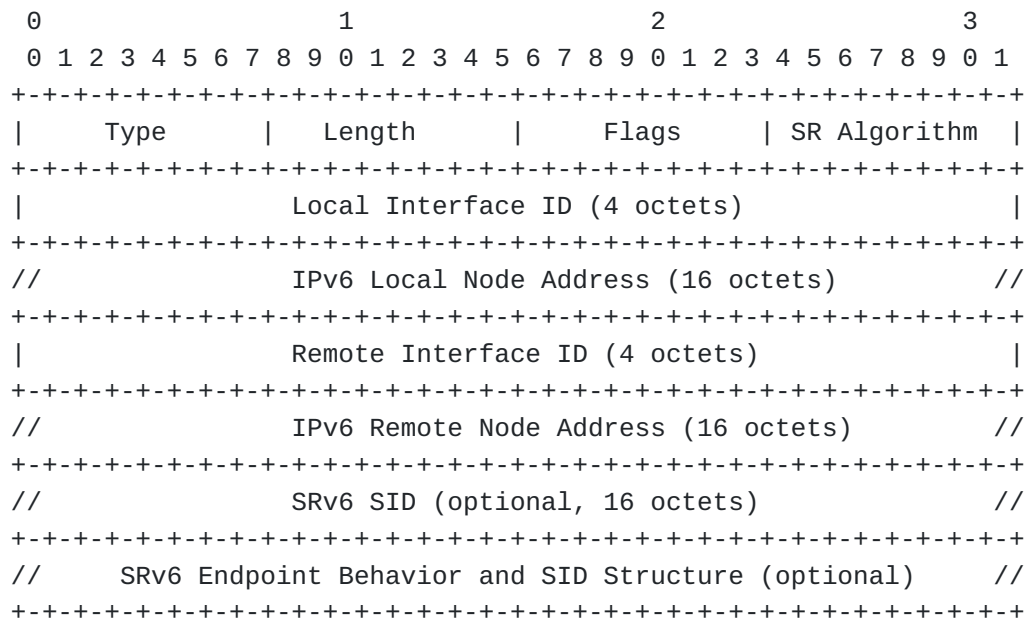 0                   1                   2                   3
 0 1 2 3 4 5 6 7 8 9 0 1 2 3 4 5 6 7 8 9 0 1 2 3 4 5 6 7 8 9 0 1
+-+-+-+-+-+-+-+-+-+-+-+-+-+-+-+-+-+-+-+-+-+-+-+-+-+-+-+-+-+-+-+-+
|     Type      |   Length      |     Flags     | SR Algorithm  |
+-+-+-+-+-+-+-+-+-+-+-+-+-+-+-+-+-+-+-+-+-+-+-+-+-+-+-+-+-+-+-+-+
|                 Local Interface ID (4 octets)                 |
+-+-+-+-+-+-+-+-+-+-+-+-+-+-+-+-+-+-+-+-+-+-+-+-+-+-+-+-+-+-+-+-+
//                IPv6 Local Node Address (16 octets)          //
+-+-+-+-+-+-+-+-+-+-+-+-+-+-+-+-+-+-+-+-+-+-+-+-+-+-+-+-+-+-+-+-+
|                 Remote Interface ID (4 octets)                |
+-+-+-+-+-+-+-+-+-+-+-+-+-+-+-+-+-+-+-+-+-+-+-+-+-+-+-+-+-+-+-+-+
//                IPv6 Remote Node Address (16 octets)         //
+-+-+-+-+-+-+-+-+-+-+-+-+-+-+-+-+-+-+-+-+-+-+-+-+-+-+-+-+-+-+-+-+
//                SRv6 SID (optional, 16 octets)               //
+-+-+-+-+-+-+-+-+-+-+-+-+-+-+-+-+-+-+-+-+-+-+-+-+-+-+-+-+-+-+-+-+
//     SRv6 Endpoint Behavior and SID Structure (optional)     //
+-+-+-+-+-+-+-+-+-+-+-+-+-+-+-+-+-+-+-+-+-+-+-+-+-+-+-+-+-+-+-+-+